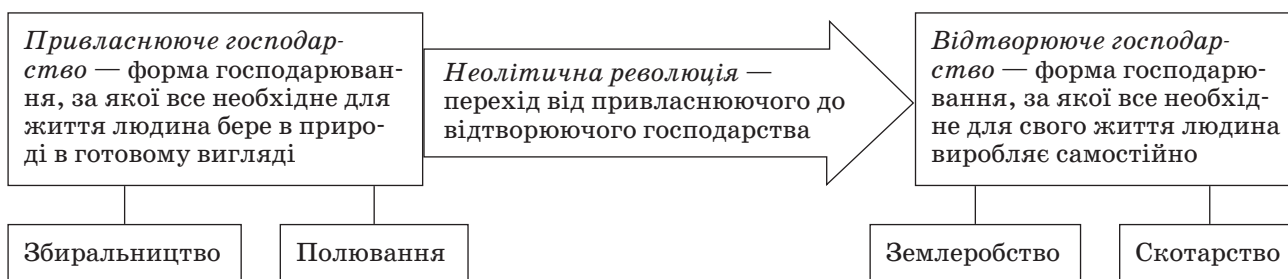 Привласнююче господар-
ство — форма господарюван-
ня, за якої все необхідне для
життя людина бере в приро-
ді в готовому вигляді
Неолітична революція —
перехід від привласнюючого до
відтворюючого господарства
Відтворююче господар-
ство — форма господарю-
вання, за якої все необхід-
не для свого життя людина
виробляє самостійно
Збиральництво
Полювання
Землеробство
Скотарство